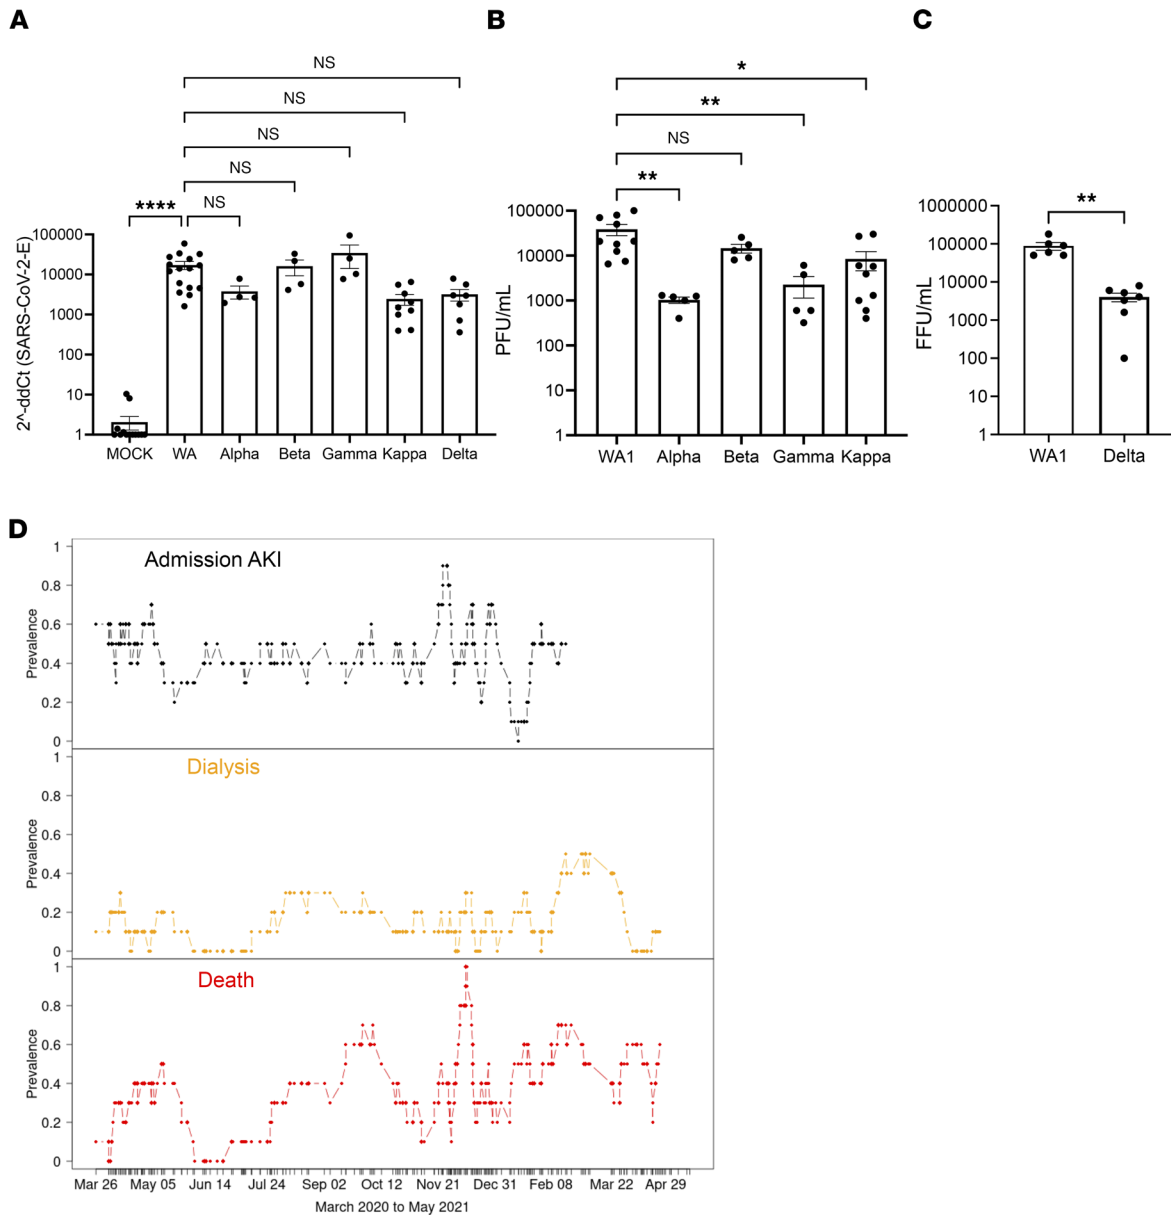 A
NS
NS
NS
NS
**** NS
2^-ddCt (SARS-CoV-2-E)
100000
10000
1000
100
10
1
MOCK WA Alpha Beta Gamma Kappa Delta
B
*
**
NS
**
PFU/mL
100000
10000
1000
100
10
1
WA1 Alpha Beta Gamma Kappa
C
**
FFU/mL
1000000
100000
10000
1000
100
10
1
WA1 Delta
D
Admission AKI
Prevalence
1
0.8
0.6
0.4
0.2
0
Dialysis
Prevalence
1
0.8
0.6
0.4
0.2
0
Death
Prevalence
1
0.8
0.6
0.4
0.2
0
Mar 26 May 05 Jun 14 Jul 24 Sep 02 Oct 12 Nov 21 Dec 31 Feb 08 Mar 22 Apr 29
March 2020 to May 2021